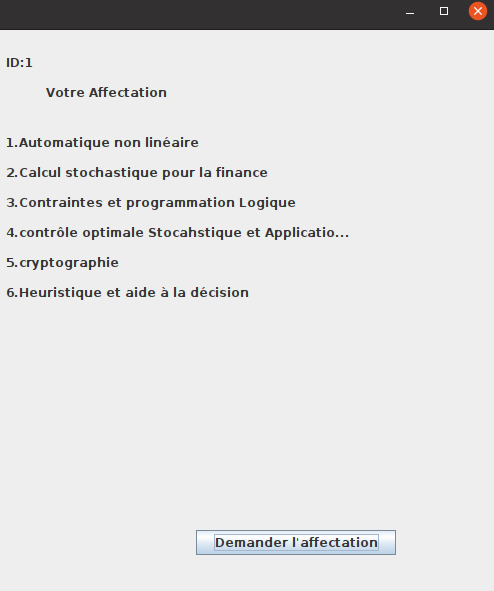 ID:1
Votre Affectation
1.Automatique non linéaire
2.Calcul stochastique pour la finance
3.Contraintes et programmation Logique
4.contrôle optimale Stocahstique et Applicatio...
5.cryptographie
6.Heuristique et aide à la décision
Demander l'affectation